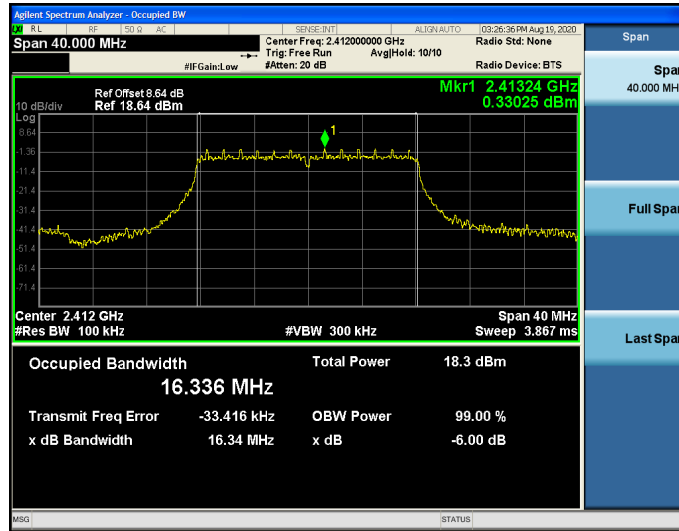 Agilent Spectrum Analyzer - Occupied BW
RL RF 50 Ω AC SENSE:INT ALIGNAUTO 03:26:36 PM Aug 19, 2020
Span 40.000 MHz
Center Freq: 2.412000000 GHz Radio Std: None
Trig: Free Run Avg|Hold: 10/10
#IFGain:Low #Atten: 20 dB Radio Device: BTS
Ref Offset 8.64 dB
Ref 18.64 dBm
Mkr1 2.41324 GHz
0.33025 dBm
10 dB/div
Log
8.64
-1.36
-11.4
-21.4
-31.4
-41.4
-51.4
-61.4
-71.4
1
Center 2.412 GHz Span 40 MHz
#Res BW 100 kHz #VBW 300 kHz Sweep 3.867 ms
Occupied Bandwidth Total Power 18.3 dBm
16.336 MHz
Transmit Freq Error -33.416 kHz OBW Power 99.00 %
x dB Bandwidth 16.34 MHz x dB -6.00 dB
MSG STATUS
Span
Span
40.000 MH
Full Span
Last Span